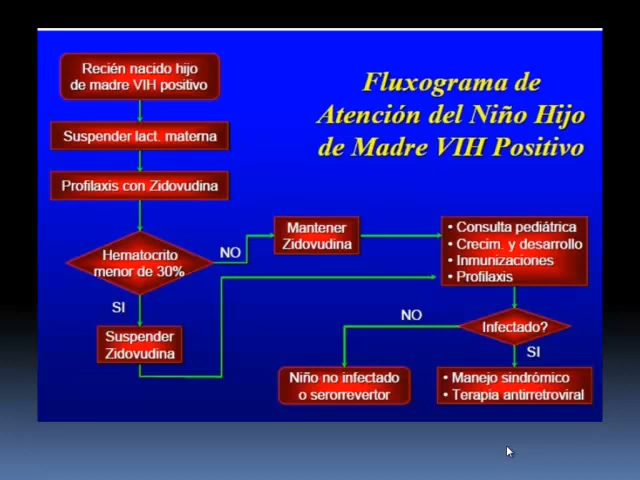 Fluxograma de
Atención del Niño Hijo
de Madre VIH Positivo
Recién nacido hijo
de madre VIH positivo
Suspender lact. materna
Profilaxis con Zidovudina
Hematocrito
menor de 30%
NO
Mantener
Zidovudina
• Consulta pediátrica
• Crecim. y desarrollo
• Inmunizaciones
• Profilaxis
SI
Suspender
Zidovudina
Infectado?
NO
Niño no infectado
o serorrevertor
SI
• Manejo sindrómico
• Terapia antirretroviral